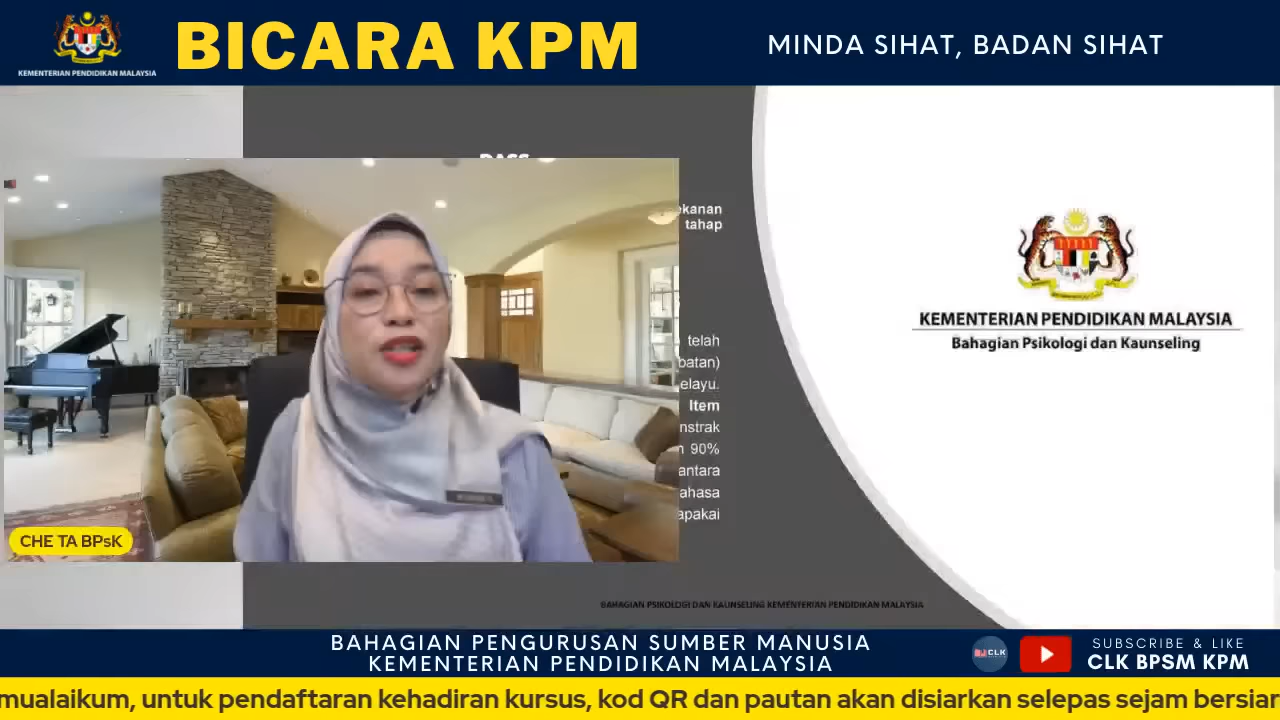 KEMENTERIAN PENDIDIKAN MALAYSIA
BICARA KPM
MINDA SIHAT, BADAN SIHAT
DASS
ekanan
tahap
telah
batan)
elayu.
Item
nstrak
90%
antara
ahasa
apakai
KEMENTERIAN PENDIDIKAN MALAYSIA
Bahagian Psikologi dan Kaunseling
CHE TA BPsK
BAHAGIAN PSIKOLOGI DAN KAUNSELING KEMENTERIAN PENDIDIKAN MALAYSIA
BAHAGIAN PENGURUSAN SUMBER MANUSIA
KEMENTERIAN PENDIDIKAN MALAYSIA
CLK
SUBSCRIBE & LIKE
CLK BPSM KPM
mualaikum, untuk pendaftaran kehadiran kursus, kod QR dan pautan akan disiarkan selepas sejam bersiar